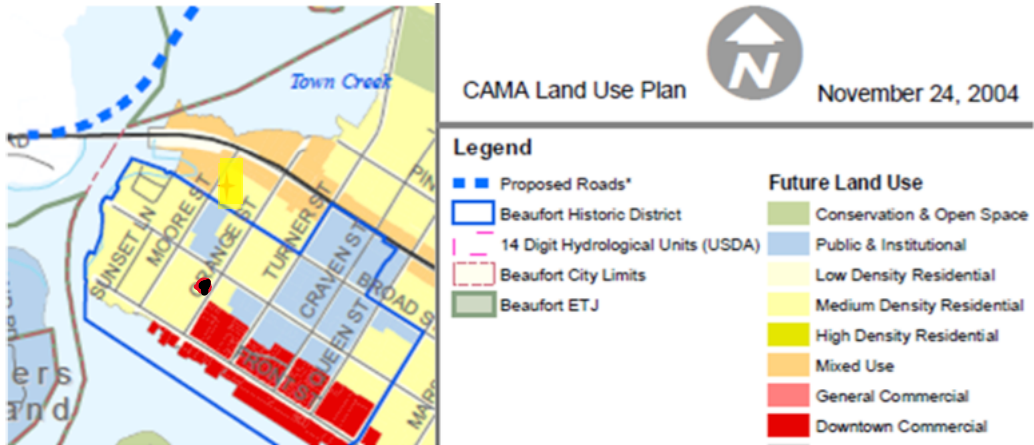 Town Creek
SUNSET LN
MOORE ST
RANGE ST
TURNER ST
CRAVEN ST
QUEEN ST
BROAD S
PIN
FRONT ST
MAR
ers
and
CAMA Land Use Plan
N
November 24, 2004
Legend
Proposed Roads*
Beaufort Historic District
14 Digit Hydrological Units (USDA)
Beaufort City Limits
Beaufort ETJ
Future Land Use
Conservation & Open Space
Public & Institutional
Low Density Residential
Medium Density Residential
High Density Residential
Mixed Use
General Commercial
Downtown Commercial